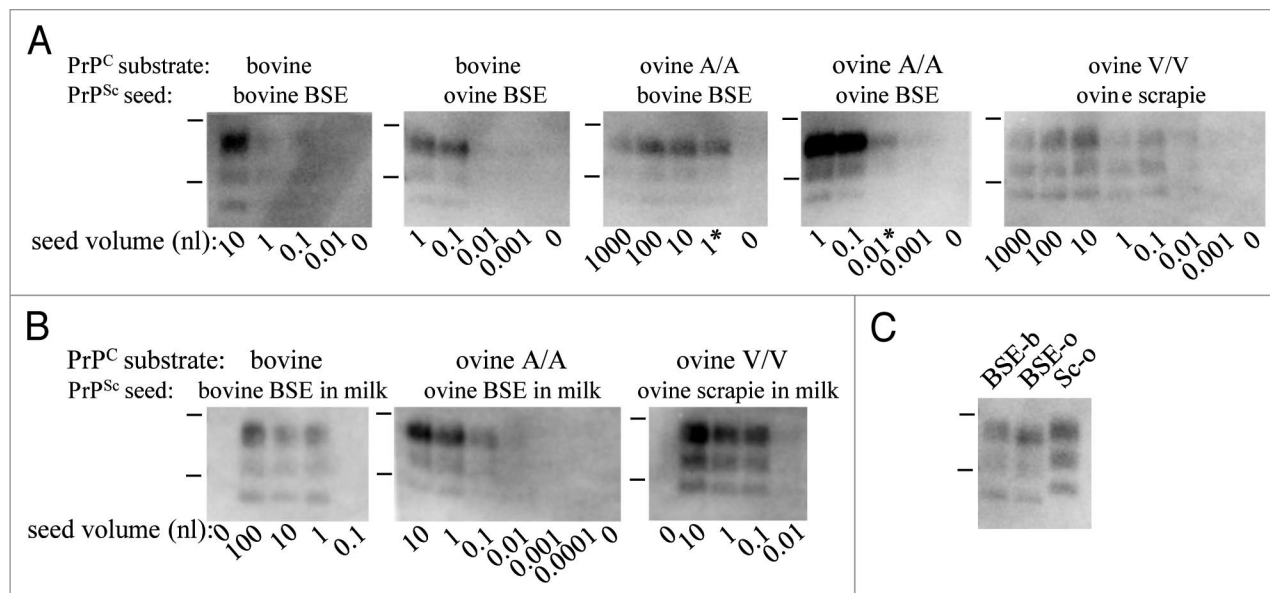 A
PrP^C substrate: bovine bovine ovine A/A ovine A/A ovine V/V
PrP^Sc seed: bovine BSE ovine BSE bovine BSE ovine BSE ovine scrapie
seed volume (nl): 10 1 0.1 0.01 0 1 0.1 0.01 0.001 0 1000 100 10 1* 0 1 0.1 0.01* 0.001 0 1000 100 10 1 0.1 0.01 0.001 0
B
PrP^C substrate: bovine ovine A/A ovine V/V
PrP^Sc seed: bovine BSE in milk ovine BSE in milk ovine scrapie in milk
seed volume (nl): 0 100 10 1 0.1 10 1 0.1 0.01 0.001 0.0001 0 0 10 1 0.1 0.01
C
BSE-b BSE-o Sc-o